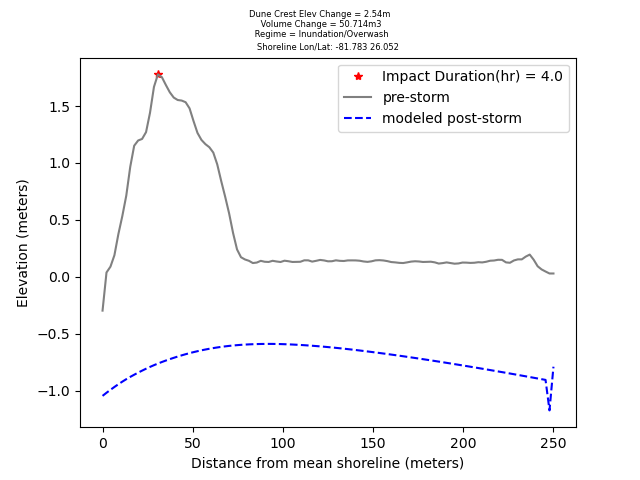 Dune Crest Elev Change = 2.54m
Volume Change = 50.714m3
Regime = Inundation/Overwash
Shoreline Lon/Lat: -81.783 26.052
Impact Duration(hr) = 4.0
pre-storm
modeled post-storm
Elevation (meters)
1.5
1.0
0.5
0.0
−0.5
−1.0
0 50 100 150 200 250
Distance from mean shoreline (meters)